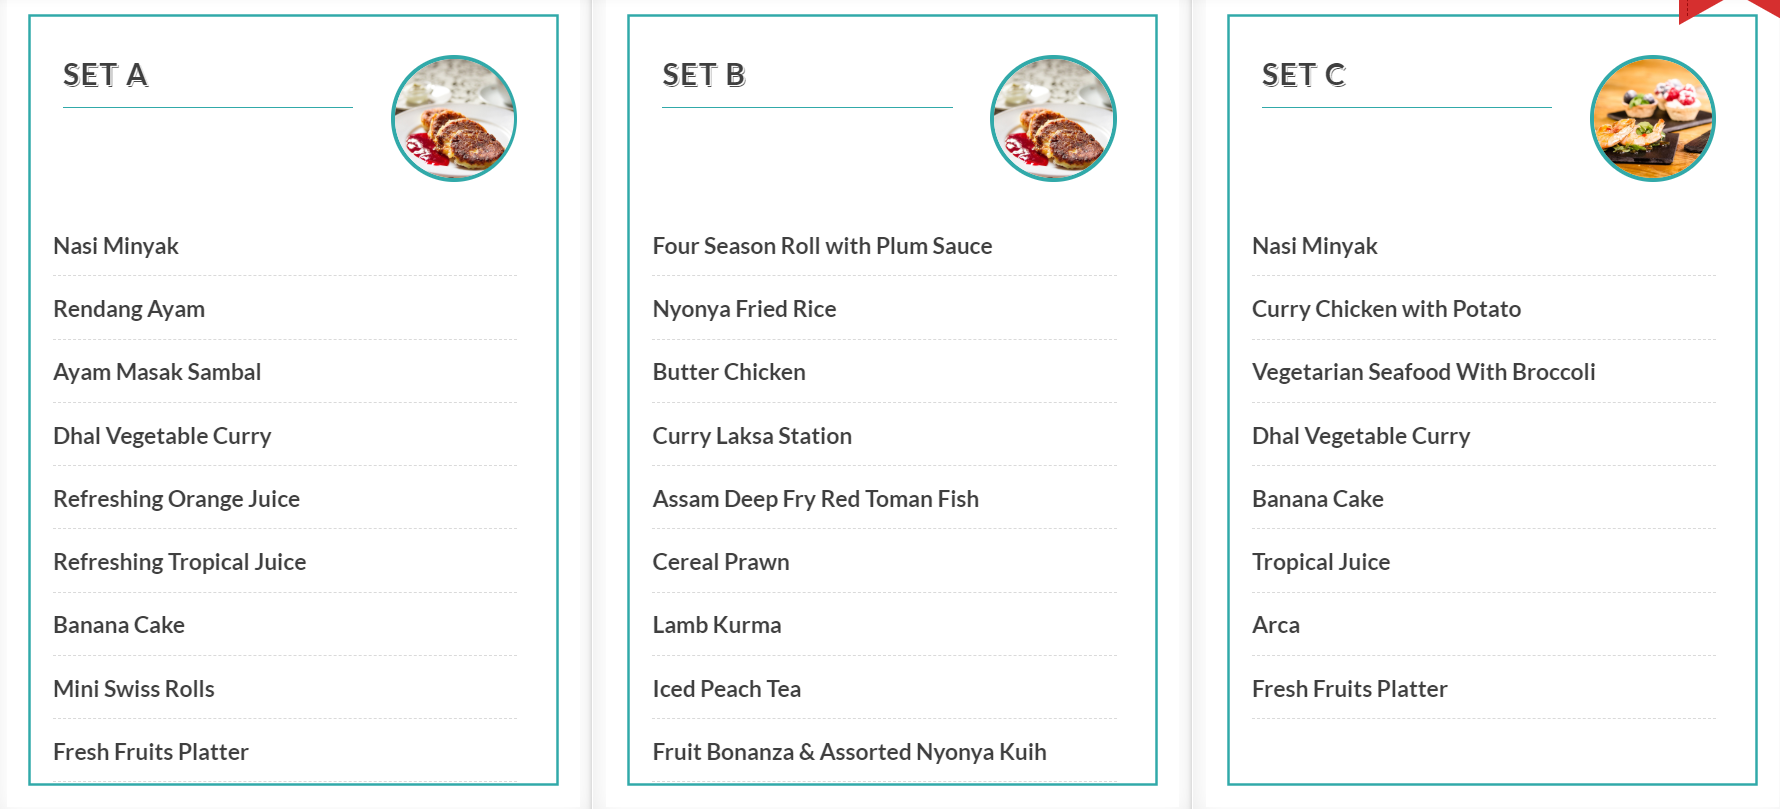 SET A
Nasi Minyak
Rendang Ayam
Ayam Masak Sambal
Dhal Vegetable Curry
Refreshing Orange Juice
Refreshing Tropical Juice
Banana Cake
Mini Swiss Rolls
Fresh Fruits Platter
SET B
Four Season Roll with Plum Sauce
Nyonya Fried Rice
Butter Chicken
Curry Laksa Station
Assam Deep Fry Red Toman Fish
Cereal Prawn
Lamb Kurma
Iced Peach Tea
Fruit Bonanza & Assorted Nyonya Kuih
SET C
Nasi Minyak
Curry Chicken with Potato
Vegetarian Seafood With Broccoli
Dhal Vegetable Curry
Banana Cake
Tropical Juice
Arca
Fresh Fruits Platter